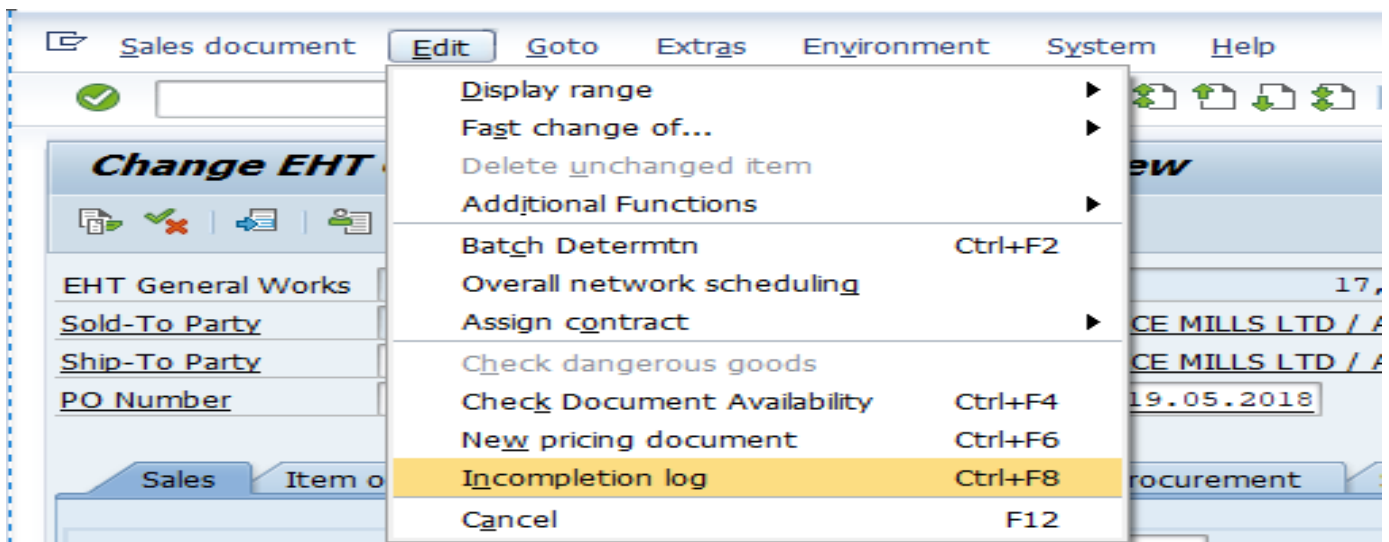 Sales document Edit Goto Extras Environment System Help
Display range
Fast change of...
Change EHT ew
Delete unchanged item
Additional Functions
Batch Determtn Ctrl+F2
EHT General Works Overall network scheduling 17,
Sold-To Party Assign contract CE MILLS LTD / A
Ship-To Party Check dangerous goods CE MILLS LTD / A
PO Number Check Document Availability Ctrl+F4 19.05.2018
New pricing document Ctrl+F6
Sales Item o Incompletion log Ctrl+F8 rocurement
Cancel F12